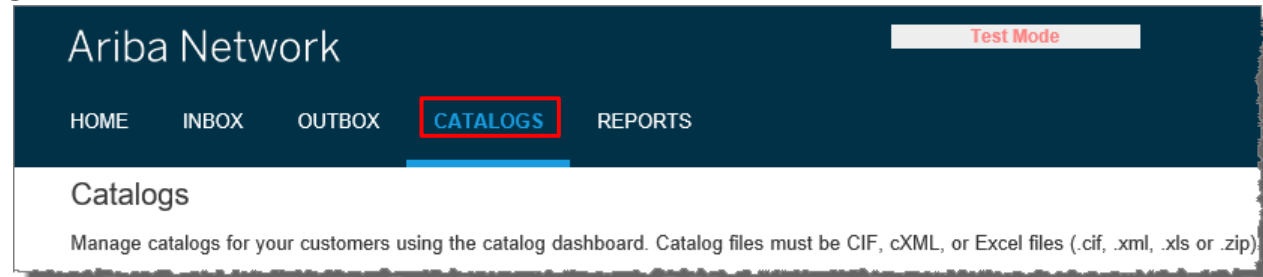 Ariba Network
Test Mode
HOME INBOX OUTBOX CATALOGS REPORTS
Catalogs
Manage catalogs for your customers using the catalog dashboard. Catalog files must be CIF, cXML, or Excel files (.cif, .xml, .xls or .zip)